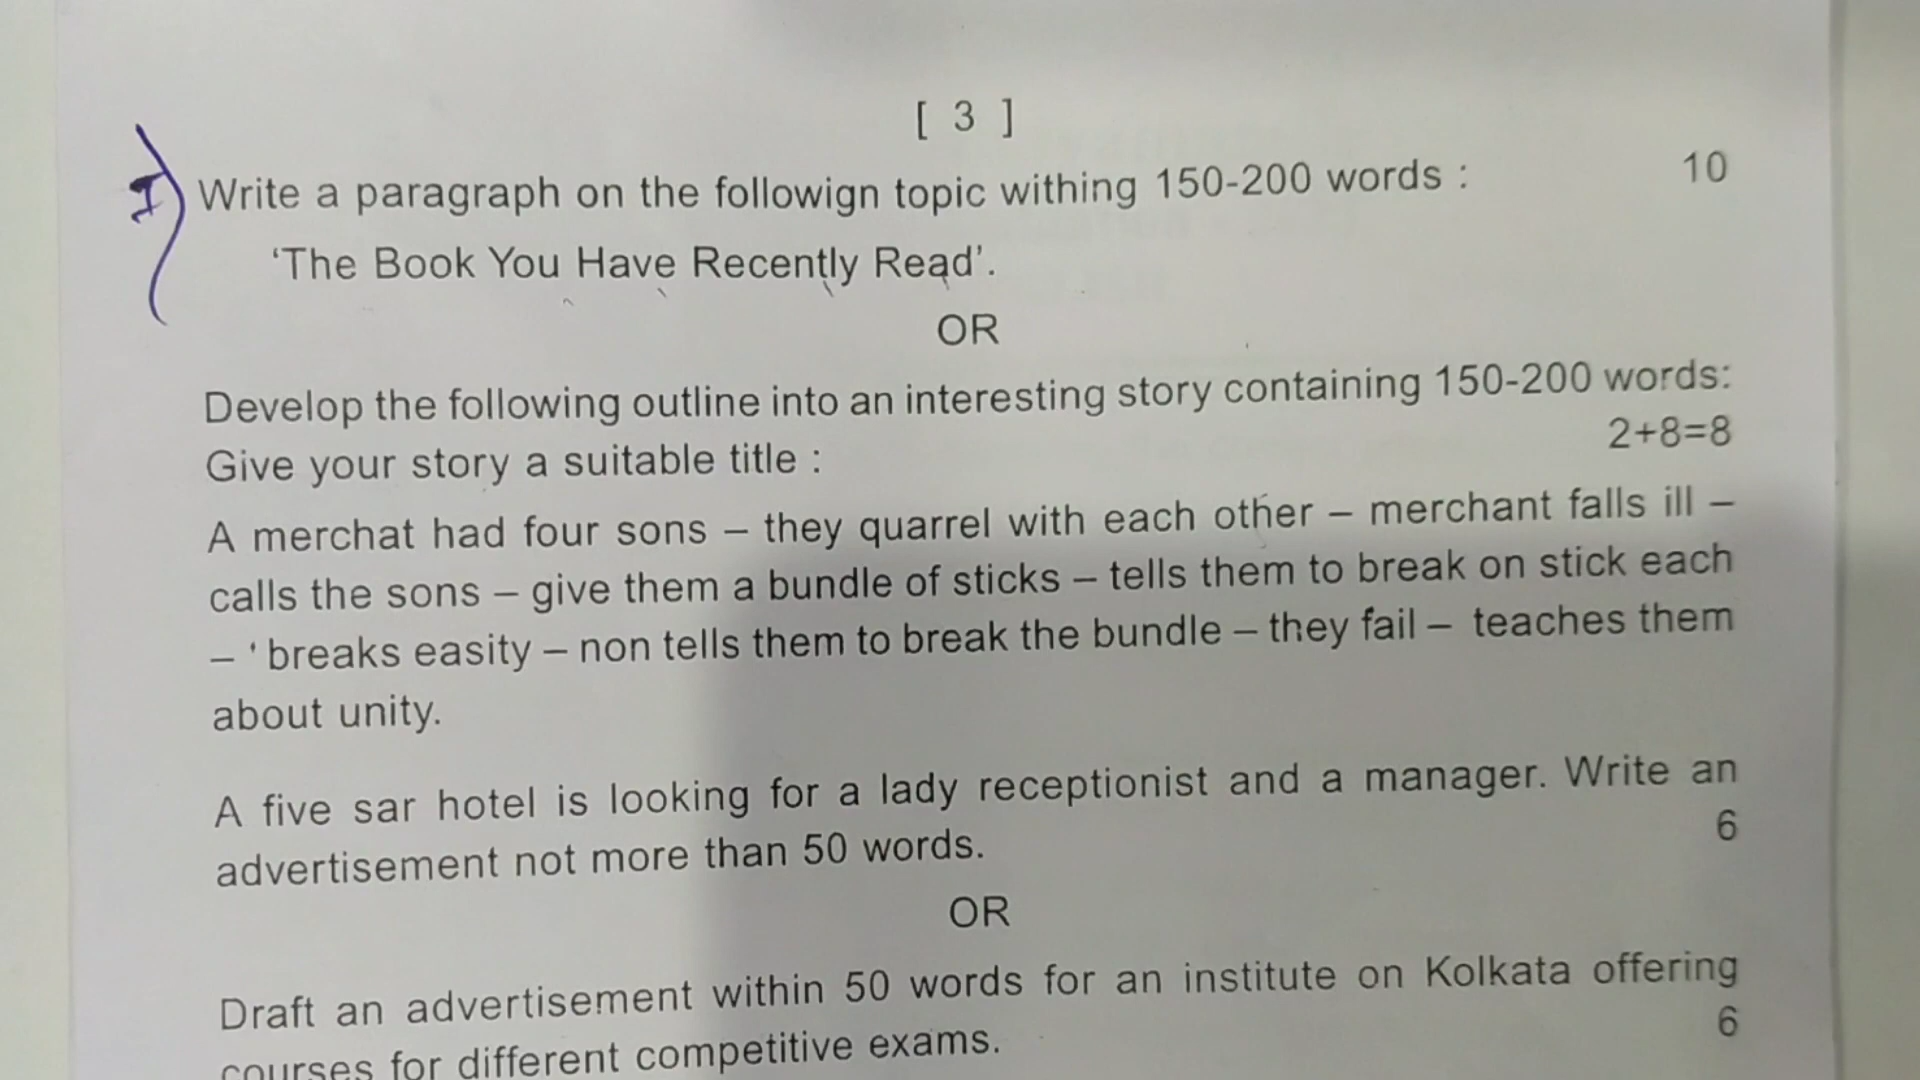 [ 3 ]
I) Write a paragraph on the followign topic withing 150-200 words : 10
'The Book You Have Recently Read'.
OR
Develop the following outline into an interesting story containing 150-200 words:
Give your story a suitable title : 2+8=8
A merchat had four sons – they quarrel with each other – merchant falls ill –
calls the sons – give them a bundle of sticks – tells them to break on stick each
– ' breaks easity – non tells them to break the bundle – they fail – teaches them
about unity.
A five sar hotel is looking for a lady receptionist and a manager. Write an
advertisement not more than 50 words. 6
OR
Draft an advertisement within 50 words for an institute on Kolkata offering
courses for different competitive exams. 6